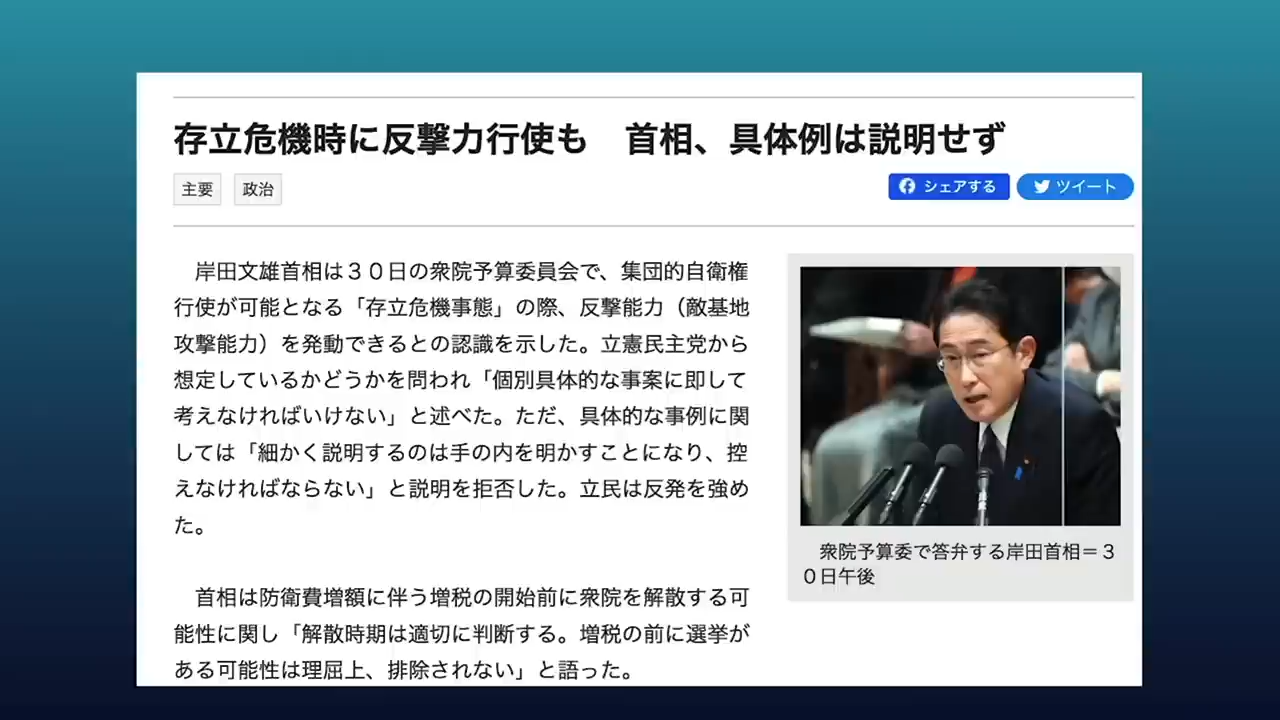 存立危機時に反撃力行使も　首相、具体例は説明せず
主要 政治 シェアする ツイート
岸田文雄首相は３０日の衆院予算委員会で、集団的自衛権
行使が可能となる「存立危機事態」の際、反撃能力（敵基地
攻撃能力）を発動できるとの認識を示した。立憲民主党から
想定しているかどうかを問われ「個別具体的な事案に即して
考えなければいけない」と述べた。ただ、具体的な事例に関
しては「細かく説明するのは手の内を明かすことになり、控
えなければならない」と説明を拒否した。立民は反発を強め
た。
首相は防衛費増額に伴う増税の開始前に衆院を解散する可
能性に関し「解散時期は適切に判断する。増税の前に選挙が
ある可能性は理屈上、排除されない」と語った。
衆院予算委で答弁する岸田首相＝３
０日午後